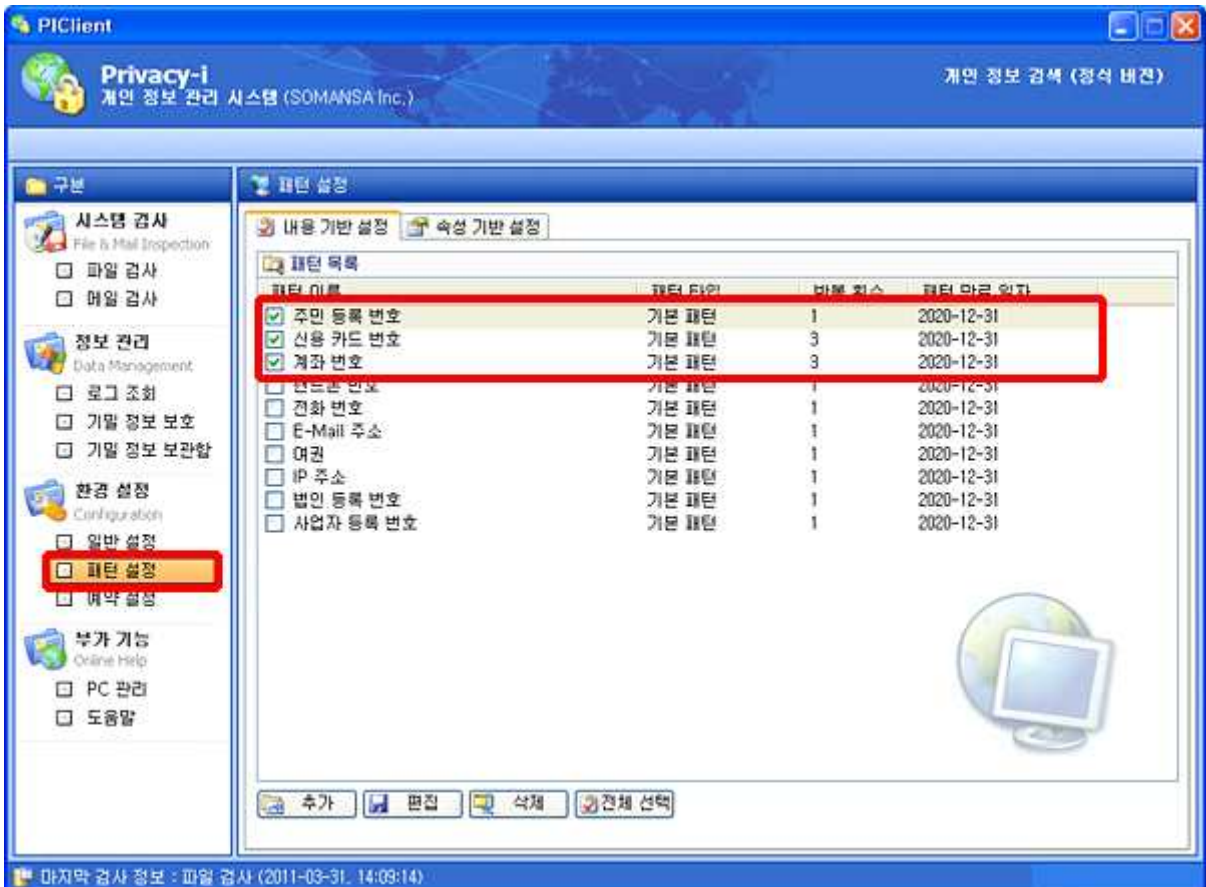 PIClient
Privacy-i
개인 정보 관리 시스템 (SOMANSA Inc.)
개인 정보 검색 (정식 버전)
구분
시스템 검사
File & Mail Inspection
파일 검사
메일 검사
정보 관리
Data Management
로그 조회
기밀 정보 보호
기밀 정보 보관함
환경 설정
Configuration
일반 설정
패턴 설정
예약 설정
부가 기능
Online Help
PC 관리
도움말
패턴 설정
내용 기반 설정 속성 기반 설정
패턴 목록
패턴 이름 패턴 타입 반복 횟수 패턴 만료 일자
주민 등록 번호 기본 패턴 1 2020-12-31
신용 카드 번호 기본 패턴 3 2020-12-31
계좌 번호 기본 패턴 3 2020-12-31
핸드폰 번호 기본 패턴 1 2020-12-31
전화 번호 기본 패턴 1 2020-12-31
E-Mail 주소 기본 패턴 1 2020-12-31
여권 기본 패턴 1 2020-12-31
IP 주소 기본 패턴 1 2020-12-31
법인 등록 번호 기본 패턴 1 2020-12-31
사업자 등록 번호 기본 패턴 1 2020-12-31
추가 편집 삭제 전체 선택
마지막 검사 정보 : 파일 검사 (2011-03-31, 14:09:14)